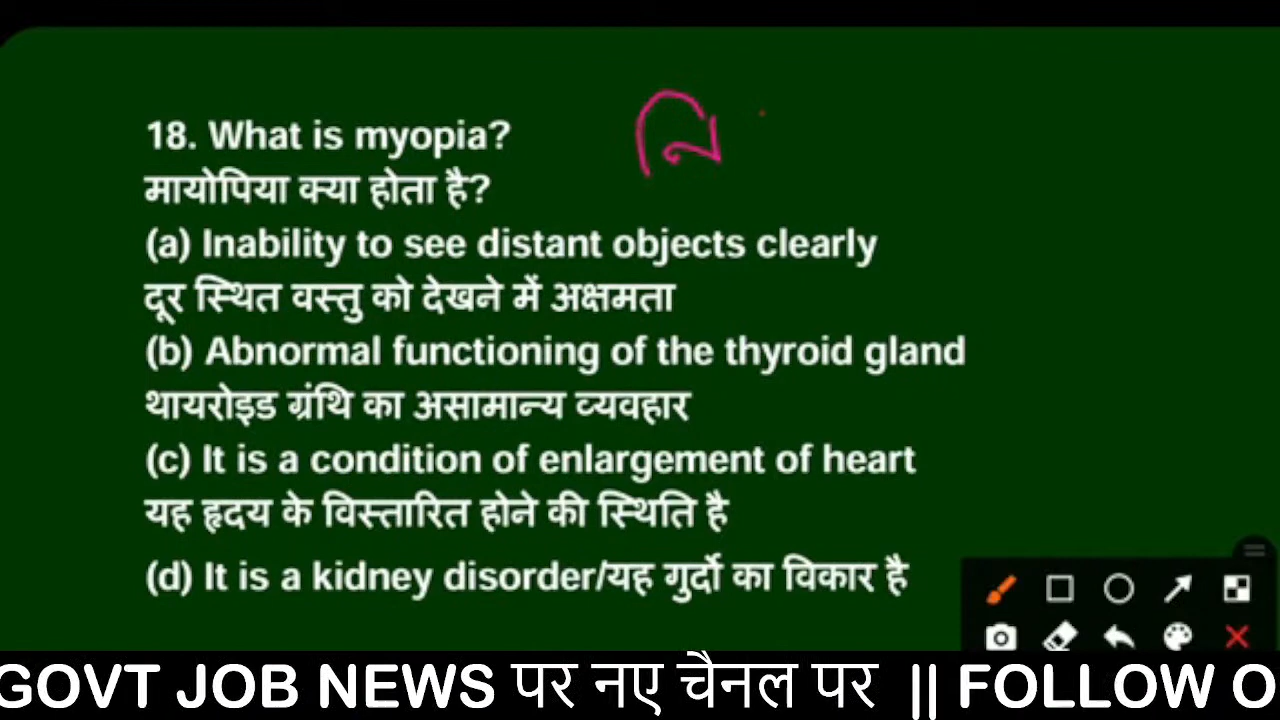 18. What is myopia?
मायोपिया क्या होता है?
(a) Inability to see distant objects clearly
दूर स्थित वस्तु को देखने में अक्षमता
(b) Abnormal functioning of the thyroid gland
थायरोइड ग्रंथि का असामान्य व्यवहार
(c) It is a condition of enlargement of heart
यह हृदय के विस्तारित होने की स्थिति है
(d) It is a kidney disorder/यह गुर्दो का विकार है
GOVT JOB NEWS पर नए चैनल पर || FOLLOW O